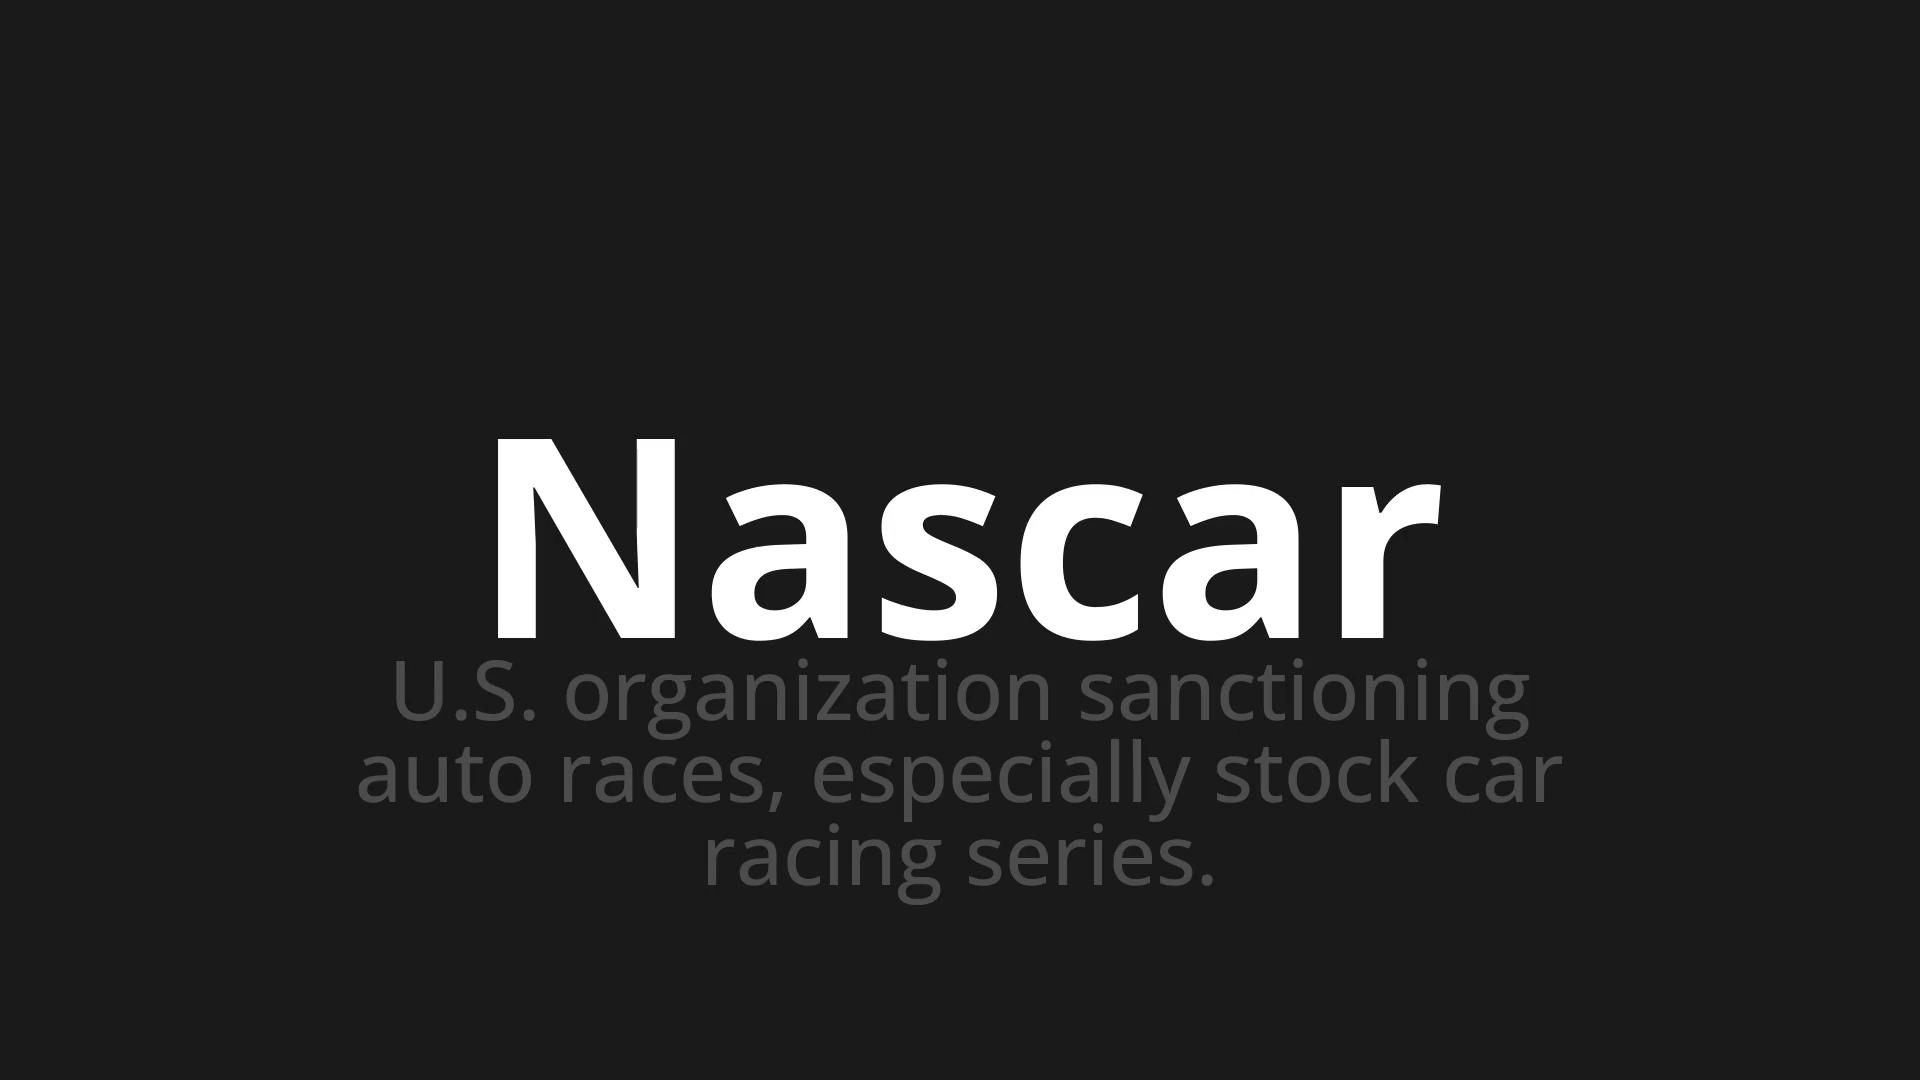 Nascar
U.S. organization sanctioning
auto races, especially stock car
racing series.